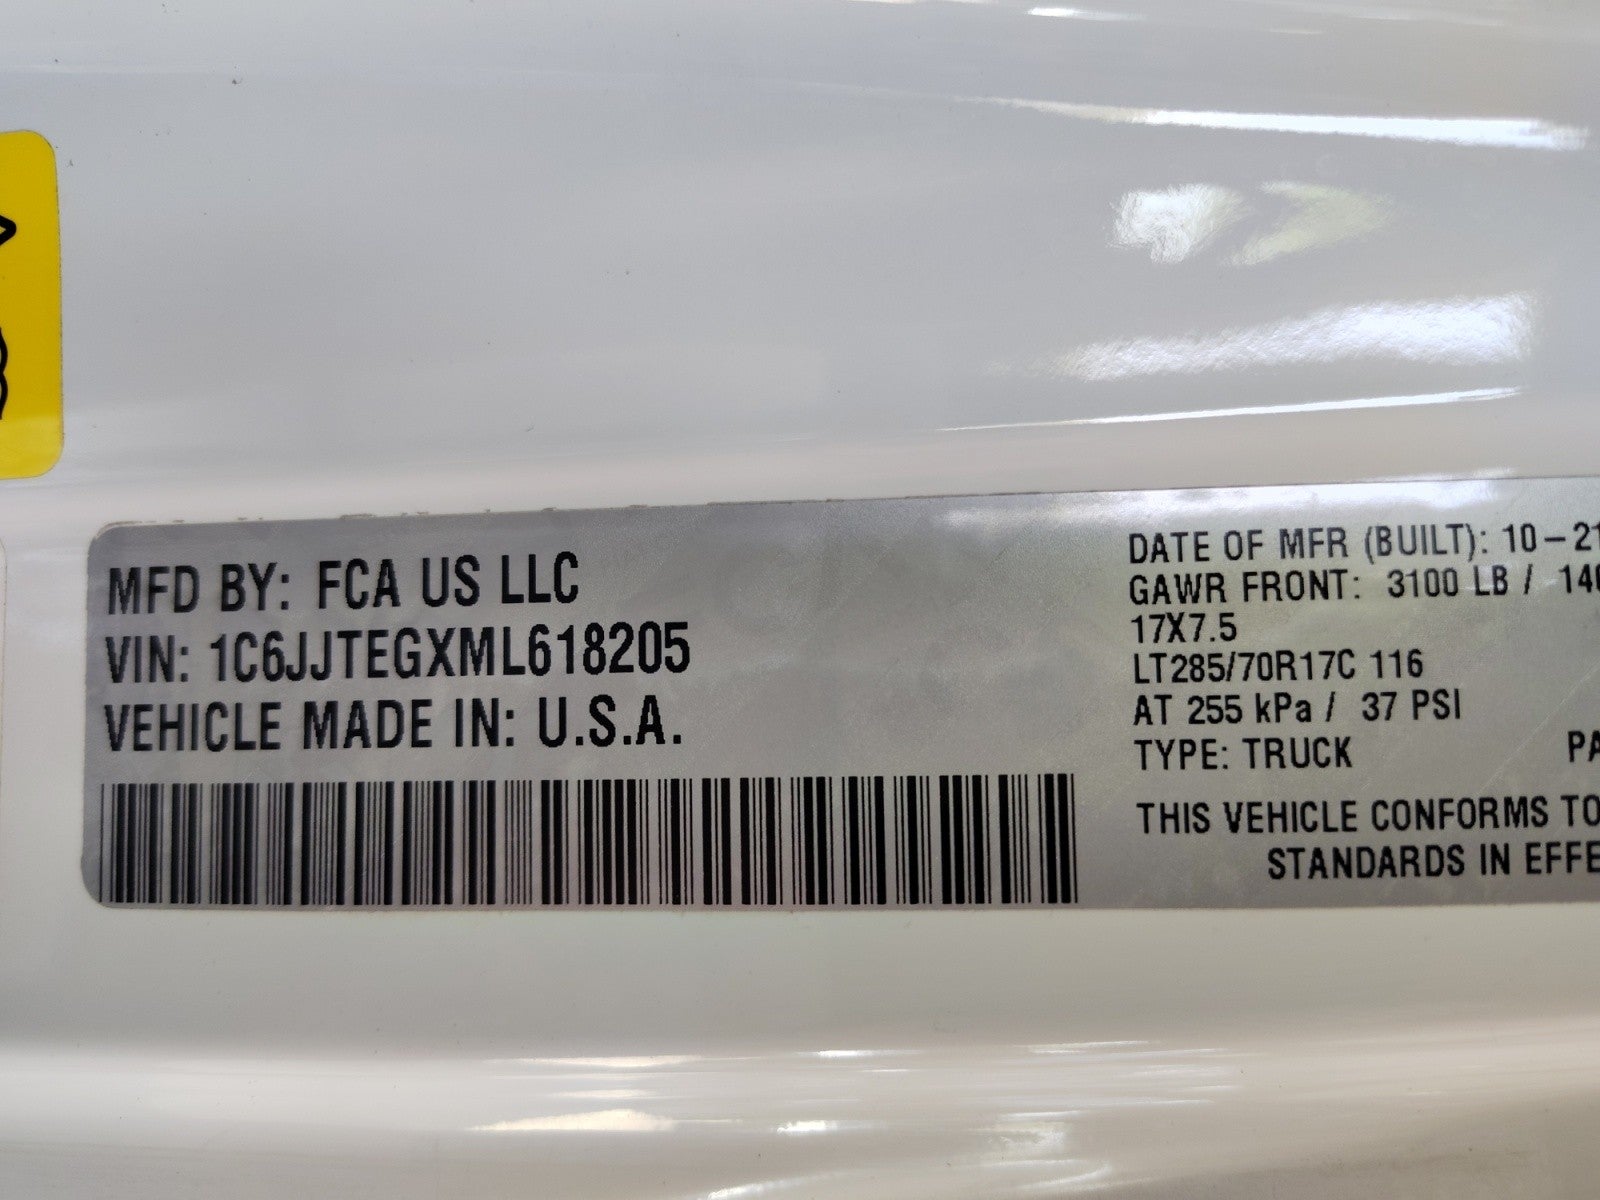 MFD BY: FCA US LLC
VIN: 1C6JJTEGXML618205
VEHICLE MADE IN: U.S.A.
DATE OF MFR (BUILT): 10-21
GAWR FRONT: 3100 LB /
17X7.5
LT285/70R17C 116
AT 255 kPa / 37 PSI
TYPE: TRUCK
THIS VEHICLE CONFORMS TO
STANDARDS IN